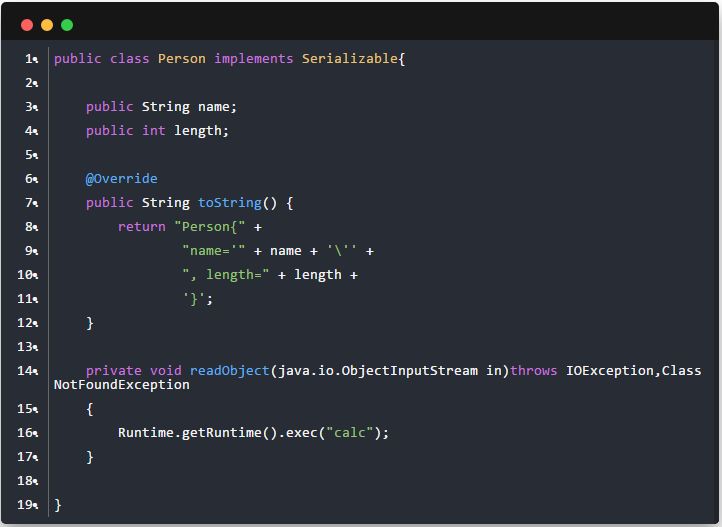 1 public class Person implements Serializable{
2
3     public String name;
4     public int length;
5
6     @Override
7     public String toString() {
8         return "Person{" +
9                 "name='" + name + '\'' +
10                 ", length=" + length +
11                 '}';
12     }
13
14     private void readObject(java.io.ObjectInputStream in)throws IOException,Class
NotFoundException
15     {
16         Runtime.getRuntime().exec("calc");
17     }
18
19 }